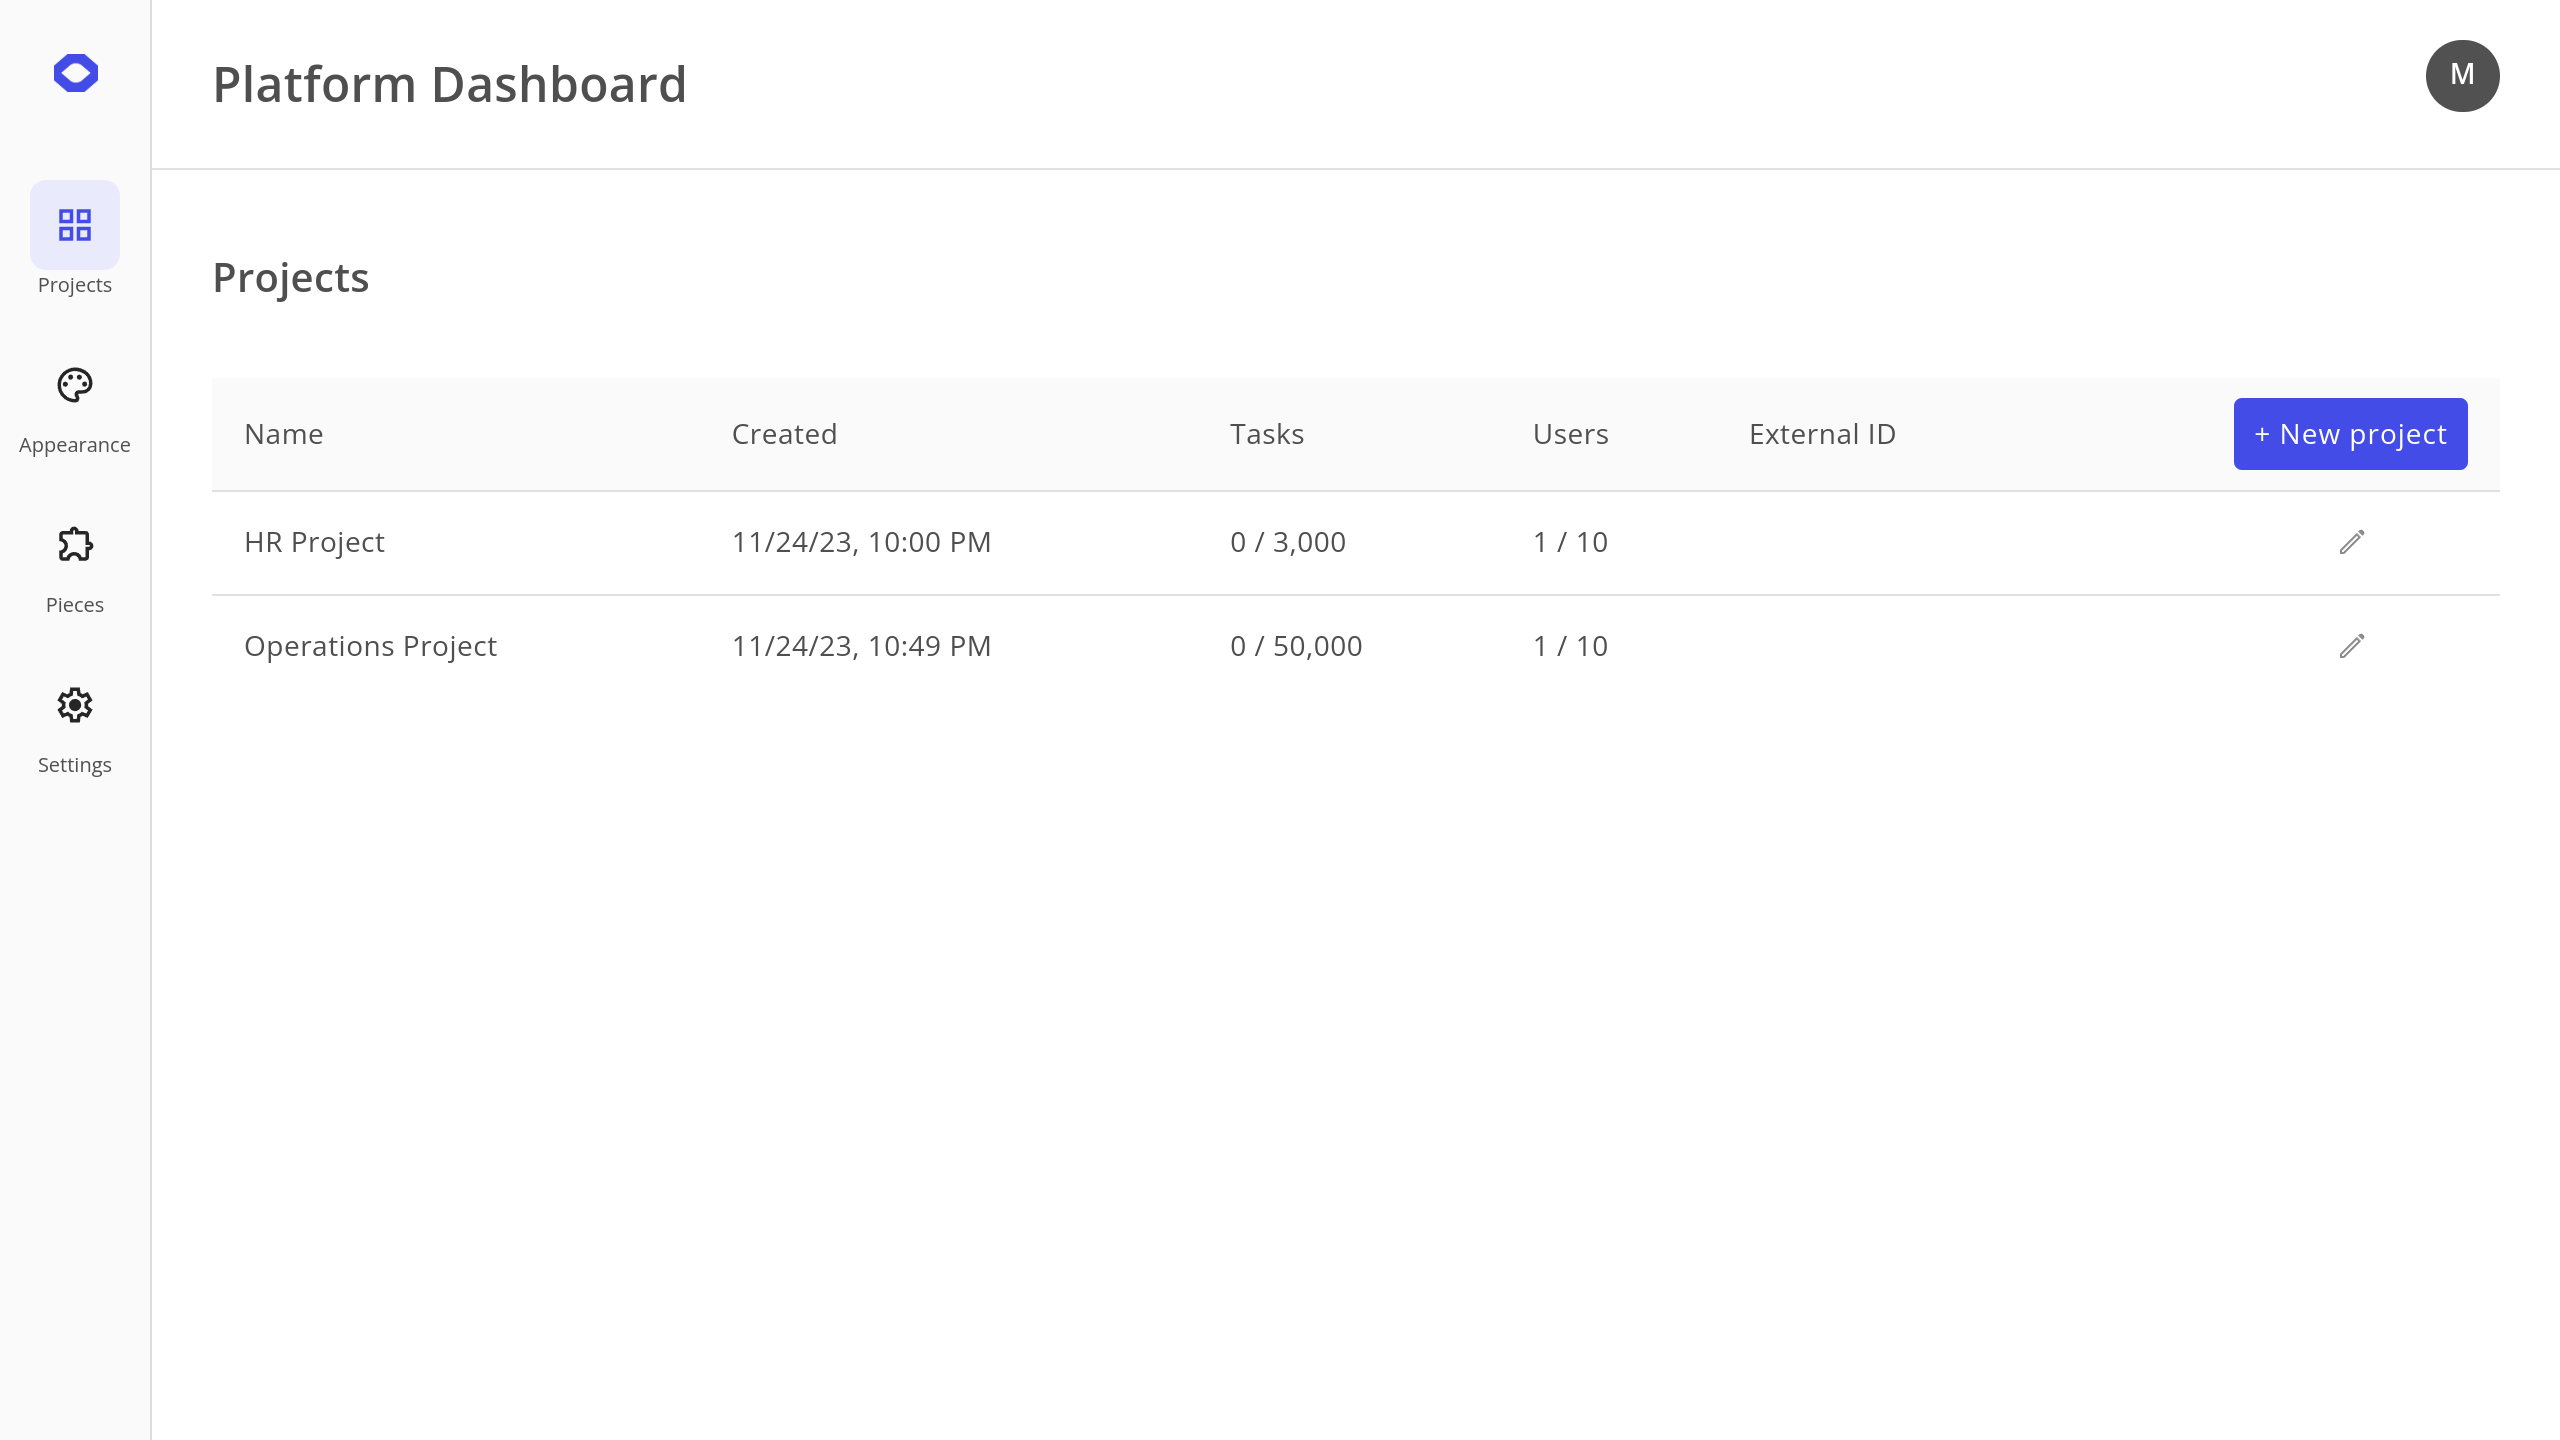 Platform Dashboard
M
Projects
Appearance
Pieces
Settings
Projects
Name Created Tasks Users External ID + New project
HR Project 11/24/23, 10:00 PM 0 / 3,000 1 / 10
Operations Project 11/24/23, 10:49 PM 0 / 50,000 1 / 10